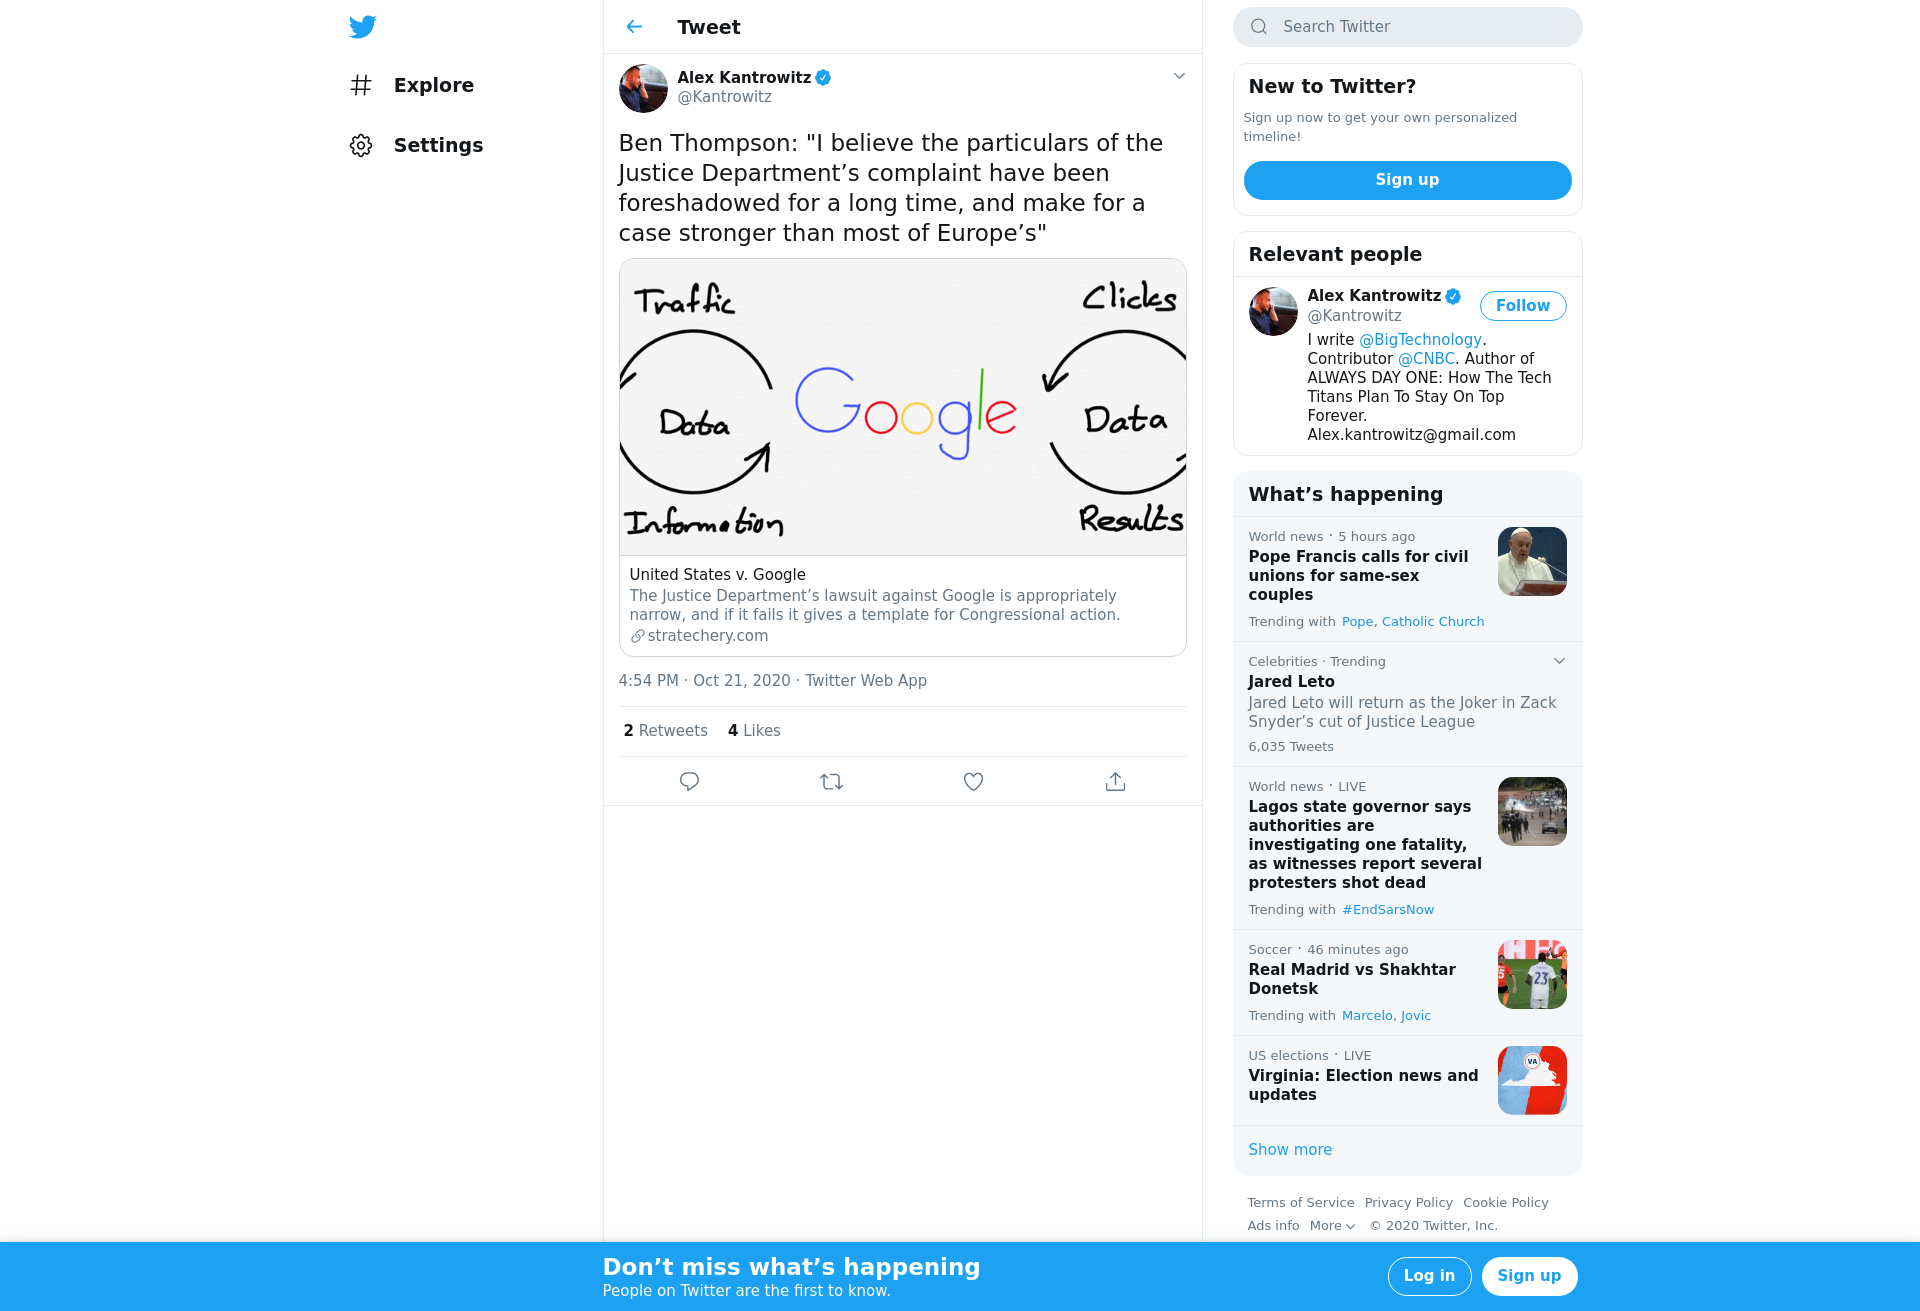 Explore
Settings
Tweet
Alex Kantrowitz
@Kantrowitz
Ben Thompson: "I believe the particulars of the
Justice Department’s complaint have been
foreshadowed for a long time, and make for a
case stronger than most of Europe’s"
Traffic
Data
Information
Google
Clicks
Data
Results
United States v. Google
The Justice Department’s lawsuit against Google is appropriately
narrow, and if it fails it gives a template for Congressional action.
stratechery.com
4:54 PM · Oct 21, 2020 · Twitter Web App
2 Retweets 4 Likes
Search Twitter
New to Twitter?
Sign up now to get your own personalized
timeline!
Sign up
Relevant people
Alex Kantrowitz
@Kantrowitz
Follow
I write @BigTechnology.
Contributor @CNBC. Author of
ALWAYS DAY ONE: How The Tech
Titans Plan To Stay On Top
Forever.
Alex.kantrowitz@gmail.com
What’s happening
World news · 5 hours ago
Pope Francis calls for civil
unions for same-sex
couples
Trending with Pope, Catholic Church
Celebrities · Trending
Jared Leto
Jared Leto will return as the Joker in Zack
Snyder’s cut of Justice League
6,035 Tweets
World news · LIVE
Lagos state governor says
authorities are
investigating one fatality,
as witnesses report several
protesters shot dead
Trending with #EndSarsNow
Soccer · 46 minutes ago
Real Madrid vs Shakhtar
Donetsk
23
Trending with Marcelo, Jovic
US elections · LIVE
Virginia: Election news and
updates
VA
Show more
Terms of Service Privacy Policy Cookie Policy
Ads info More © 2020 Twitter, Inc.
Don’t miss what’s happening
People on Twitter are the first to know.
Log in
Sign up